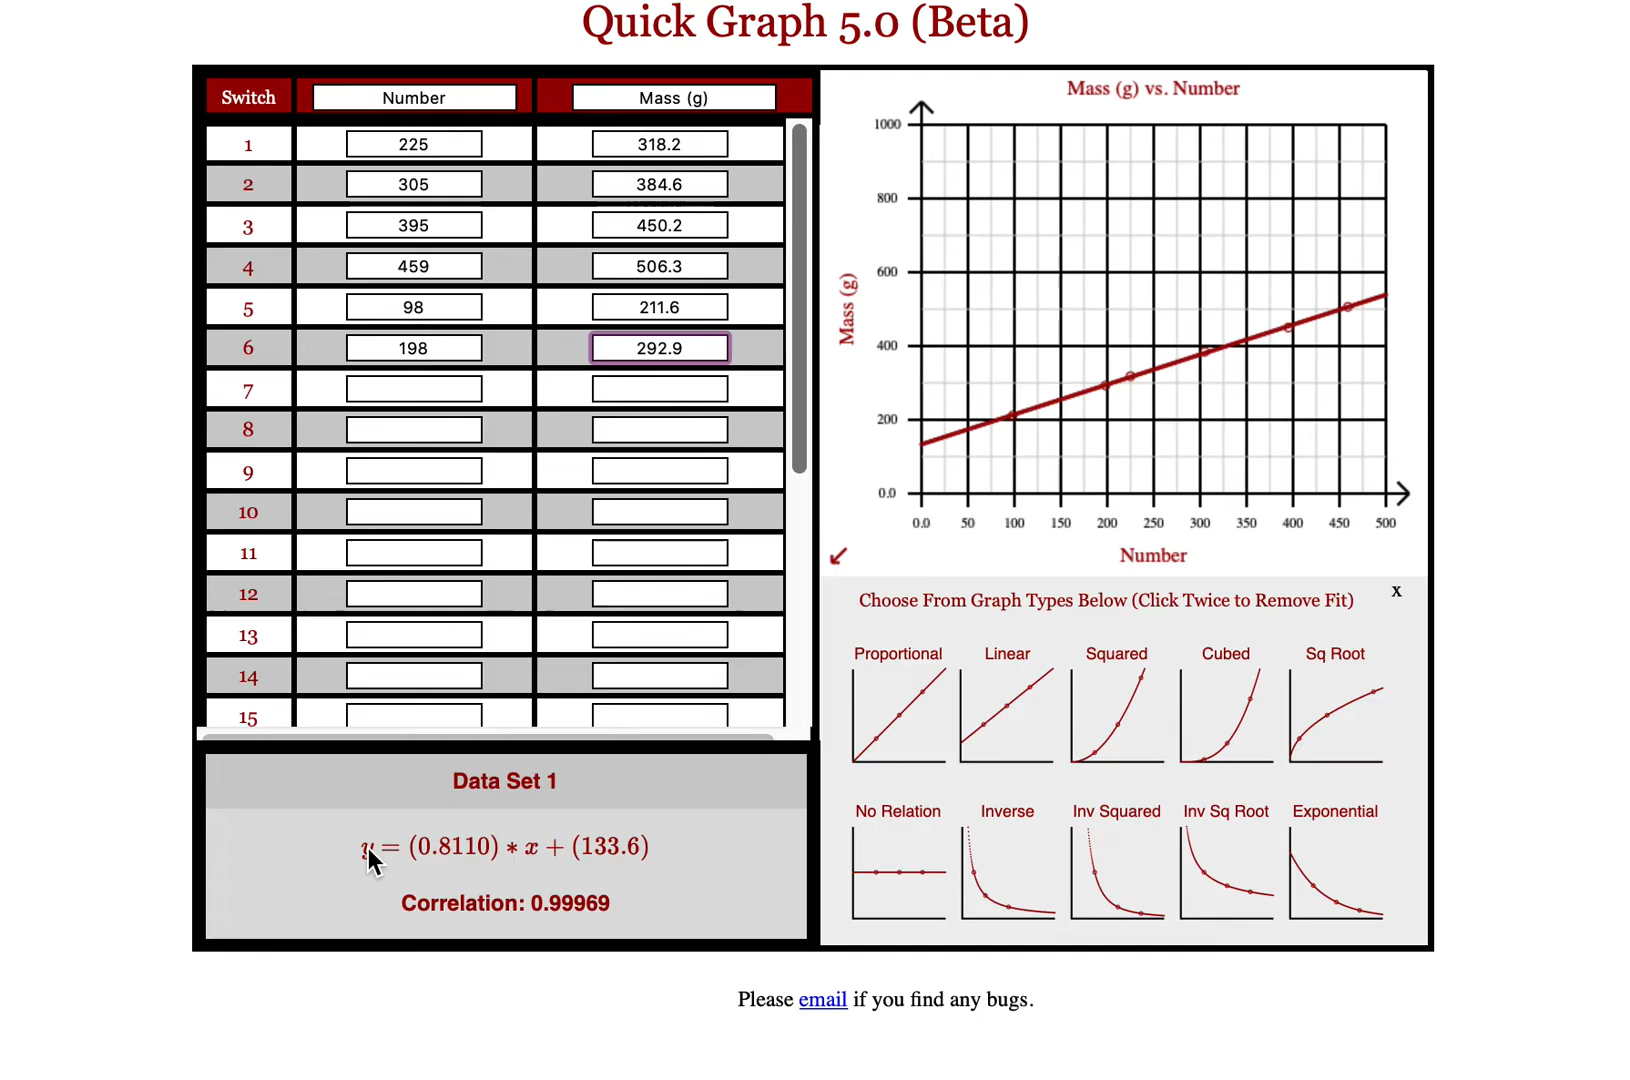 Quick Graph 5.0 (Beta)
Switch Number Mass (g)
1 225 318.2
2 305 384.6
3 395 450.2
4 459 506.3
5 98 211.6
6 198 292.9
7
8
9
10
11
12
13
14
15
Data Set 1
y = (0.8110) * x + (133.6)
Correlation: 0.99969
Mass (g) vs. Number
Mass (g)
1000
800
600
400
200
0.0
0.0 50 100 150 200 250 300 350 400 450 500
Number
x
Choose From Graph Types Below (Click Twice to Remove Fit)
Proportional Linear Squared Cubed Sq Root
No Relation Inverse Inv Squared Inv Sq Root Exponential
Please email if you find any bugs.